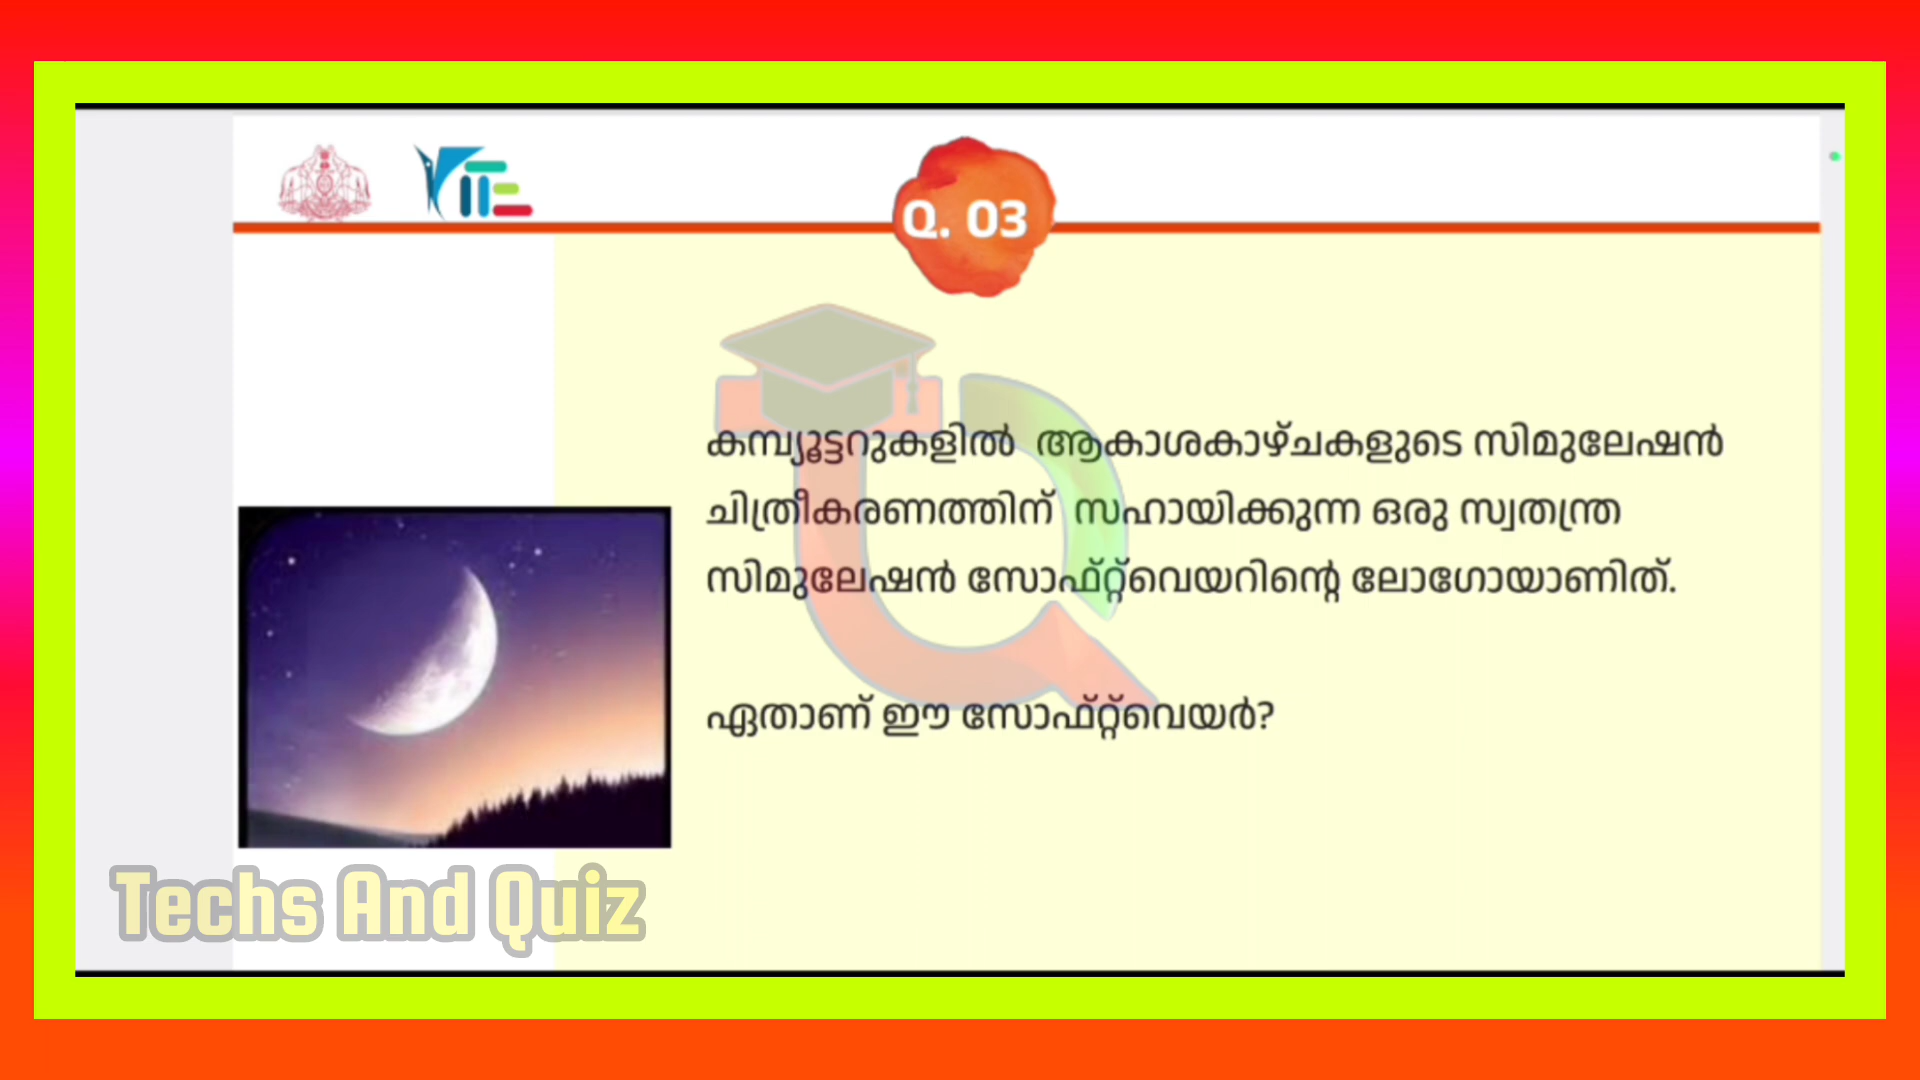 Q. 03
കമ്പ്യൂട്ടറുകളിൽ ആകാശകാഴ്ചകളുടെ സിമുലേഷൻ
ചിത്രീകരണത്തിന് സഹായിക്കുന്ന ഒരു സ്വതന്ത്ര
സിമുലേഷൻ സോഫ്റ്റ്‌വെയറിന്റെ ലോഗോയാണിത്.
ഏതാണ് ഈ സോഫ്റ്റ്‌വെയർ?
Techs And Quiz